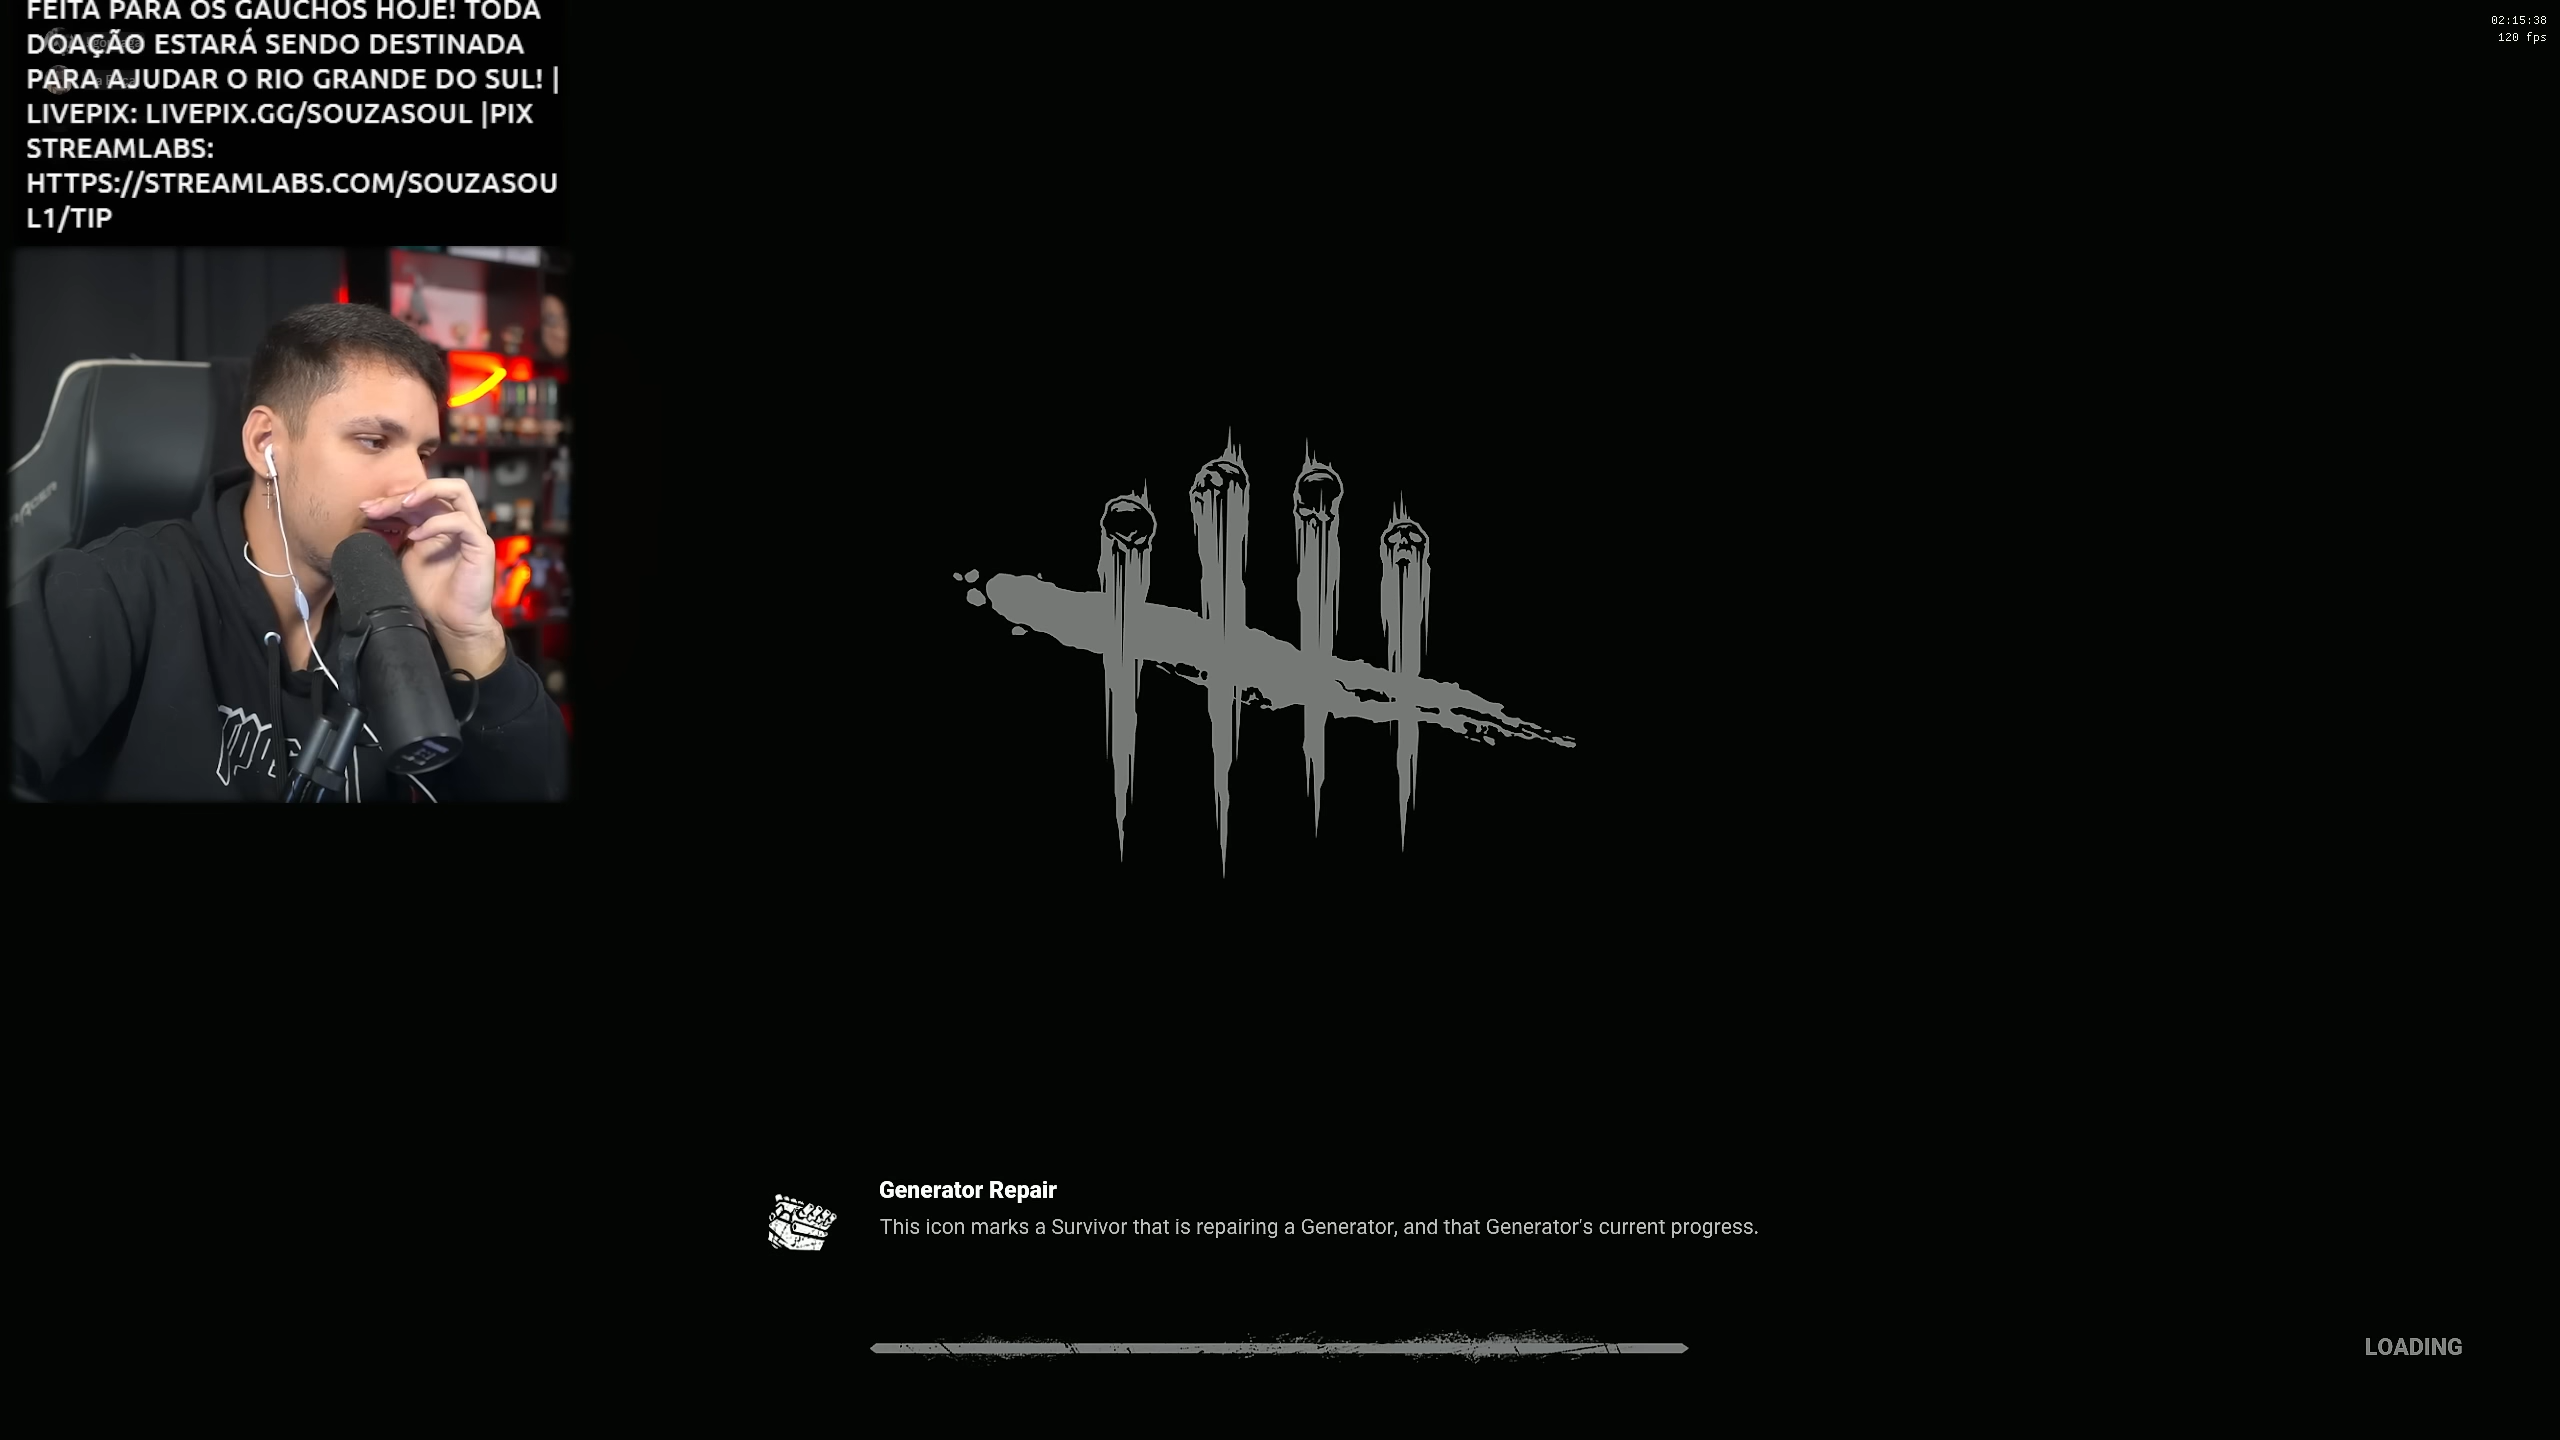 FEITA PARA OS GAÚCHOS HOJE! TODA
DOAÇÃO ESTARÁ SENDO DESTINADA
PARA AJUDAR O RIO GRANDE DO SUL! |
LIVEPIX: LIVEPIX.GG/SOUZASOUL |PIX
STREAMLABS:
HTTPS://STREAMLABS.COM/SOUZASOU
L1/TIP
02:15:38
120 fps
Generator Repair
This icon marks a Survivor that is repairing a Generator, and that Generator's current progress.
LOADING